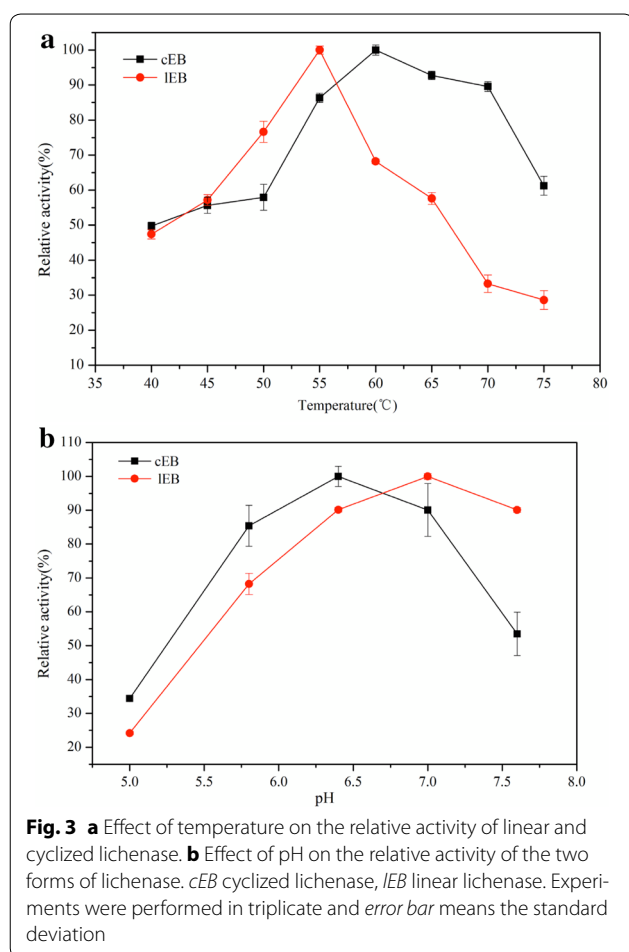 a
100
90
80
70
60
50
40
30
20
10
Relative activity(%)
cEB
lEB
35 40 45 50 55 60 65 70 75 80
Temperature(℃)
b
110
100
90
80
70
60
50
40
30
20
Relative activity(%)
cEB
lEB
5.0 5.5 6.0 6.5 7.0 7.5 8.0
pH
Fig. 3 a Effect of temperature on the relative activity of linear and
cyclized lichenase. b Effect of pH on the relative activity of the two
forms of lichenase. cEB cyclized lichenase, lEB linear lichenase. Experi-
ments were performed in triplicate and error bar means the standard
deviation